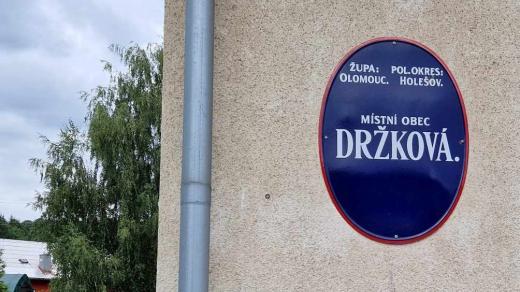 ŽUPA: POL.OKRES:
OLOMOUC. HOLEŠOV.
MÍSTNÍ OBEC
DRŽKOVÁ.